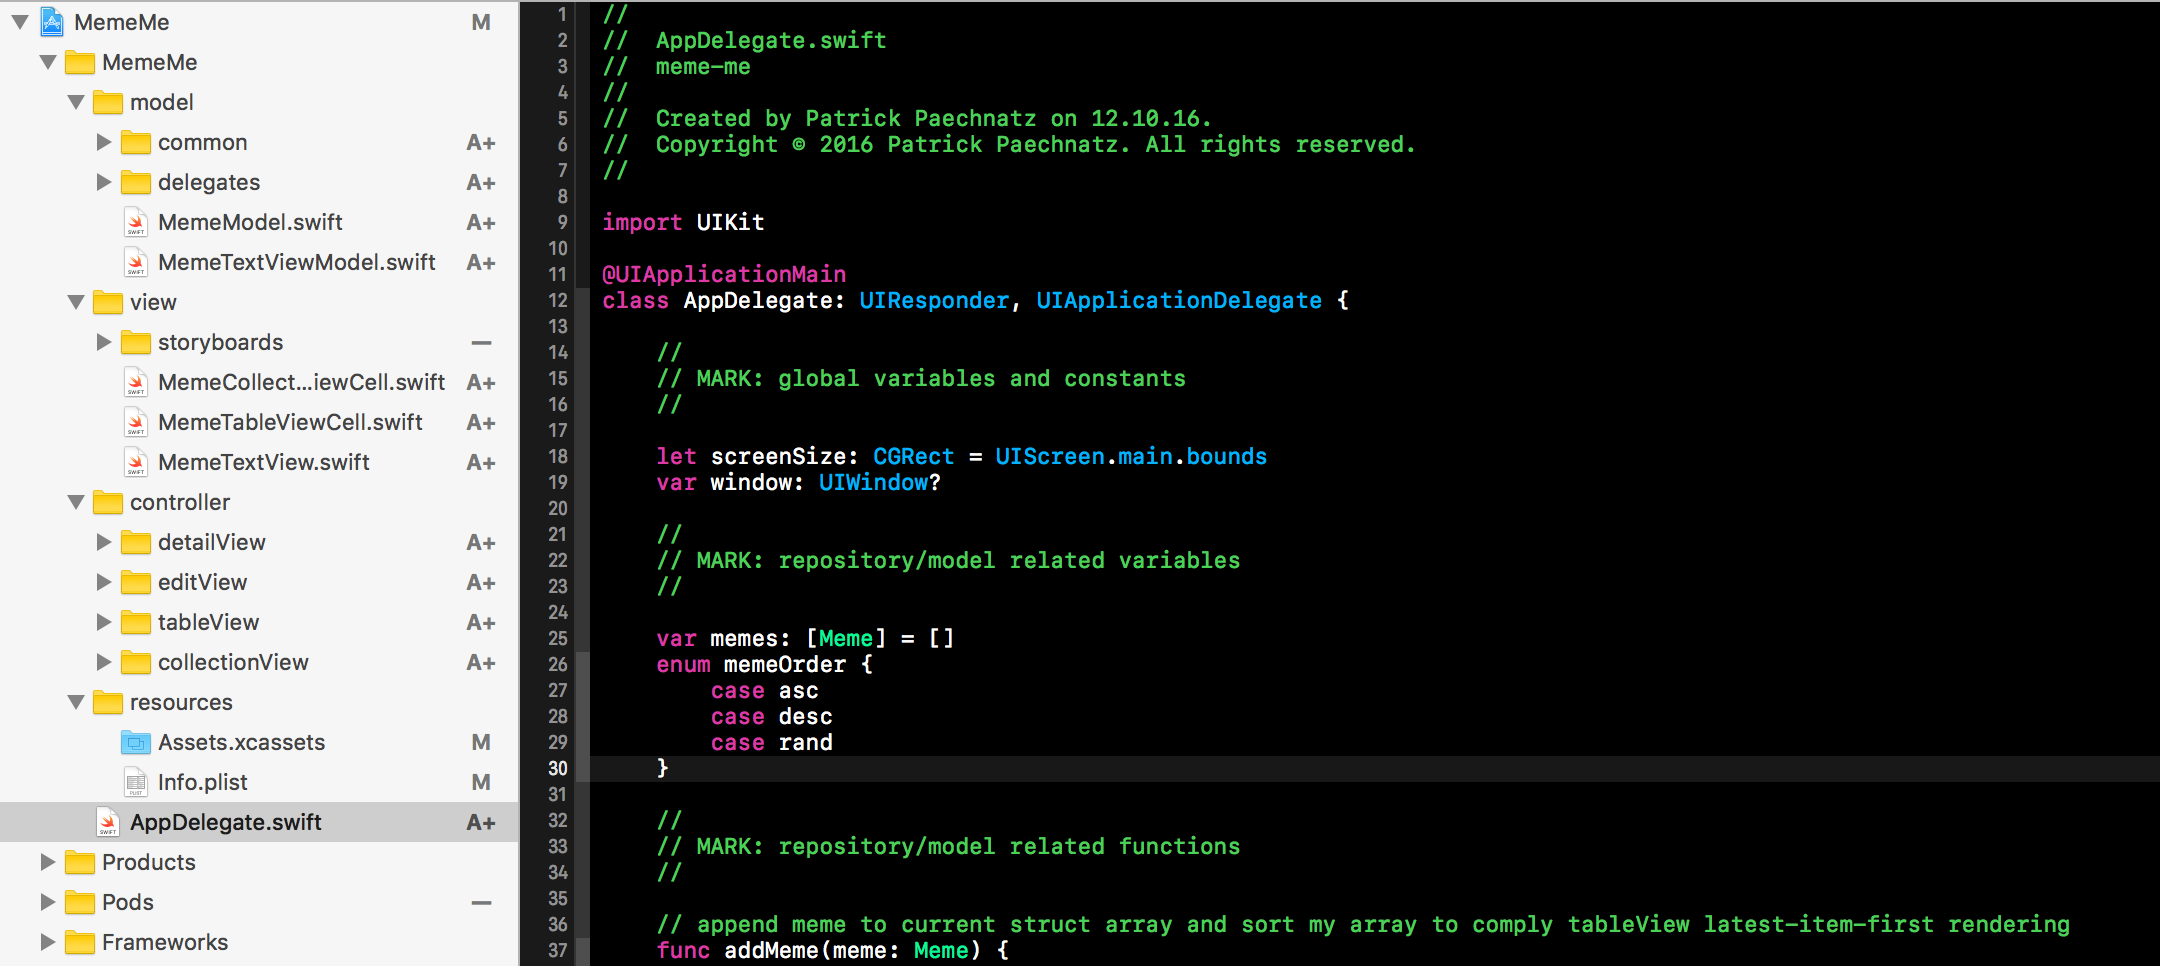 MemeMe M
MemeMe
model
common A+
delegates A+
MemeModel.swift A+
MemeTextViewModel.swift A+
view
storyboards —
MemeCollect...iewCell.swift A+
MemeTableViewCell.swift A+
MemeTextView.swift A+
controller
detailView A+
editView A+
tableView A+
collectionView A+
resources
Assets.xcassets M
Info.plist M
AppDelegate.swift A+
Products
Pods —
Frameworks
1 //
2 //  AppDelegate.swift
3 //  meme-me
4 //
5 //  Created by Patrick Paechnatz on 12.10.16.
6 //  Copyright © 2016 Patrick Paechnatz. All rights reserved.
7 //
8
9 import UIKit
10
11 @UIApplicationMain
12 class AppDelegate: UIResponder, UIApplicationDelegate {
13
14     //
15     // MARK: global variables and constants
16     //
17
18     let screenSize: CGRect = UIScreen.main.bounds
19     var window: UIWindow?
20
21     //
22     // MARK: repository/model related variables
23     //
24
25     var memes: [Meme] = []
26     enum memeOrder {
27         case asc
28         case desc
29         case rand
30     }
31
32     //
33     // MARK: repository/model related functions
34     //
35
36     // append meme to current struct array and sort my array to comply tableView latest-item-first rendering
37     func addMeme(meme: Meme) {